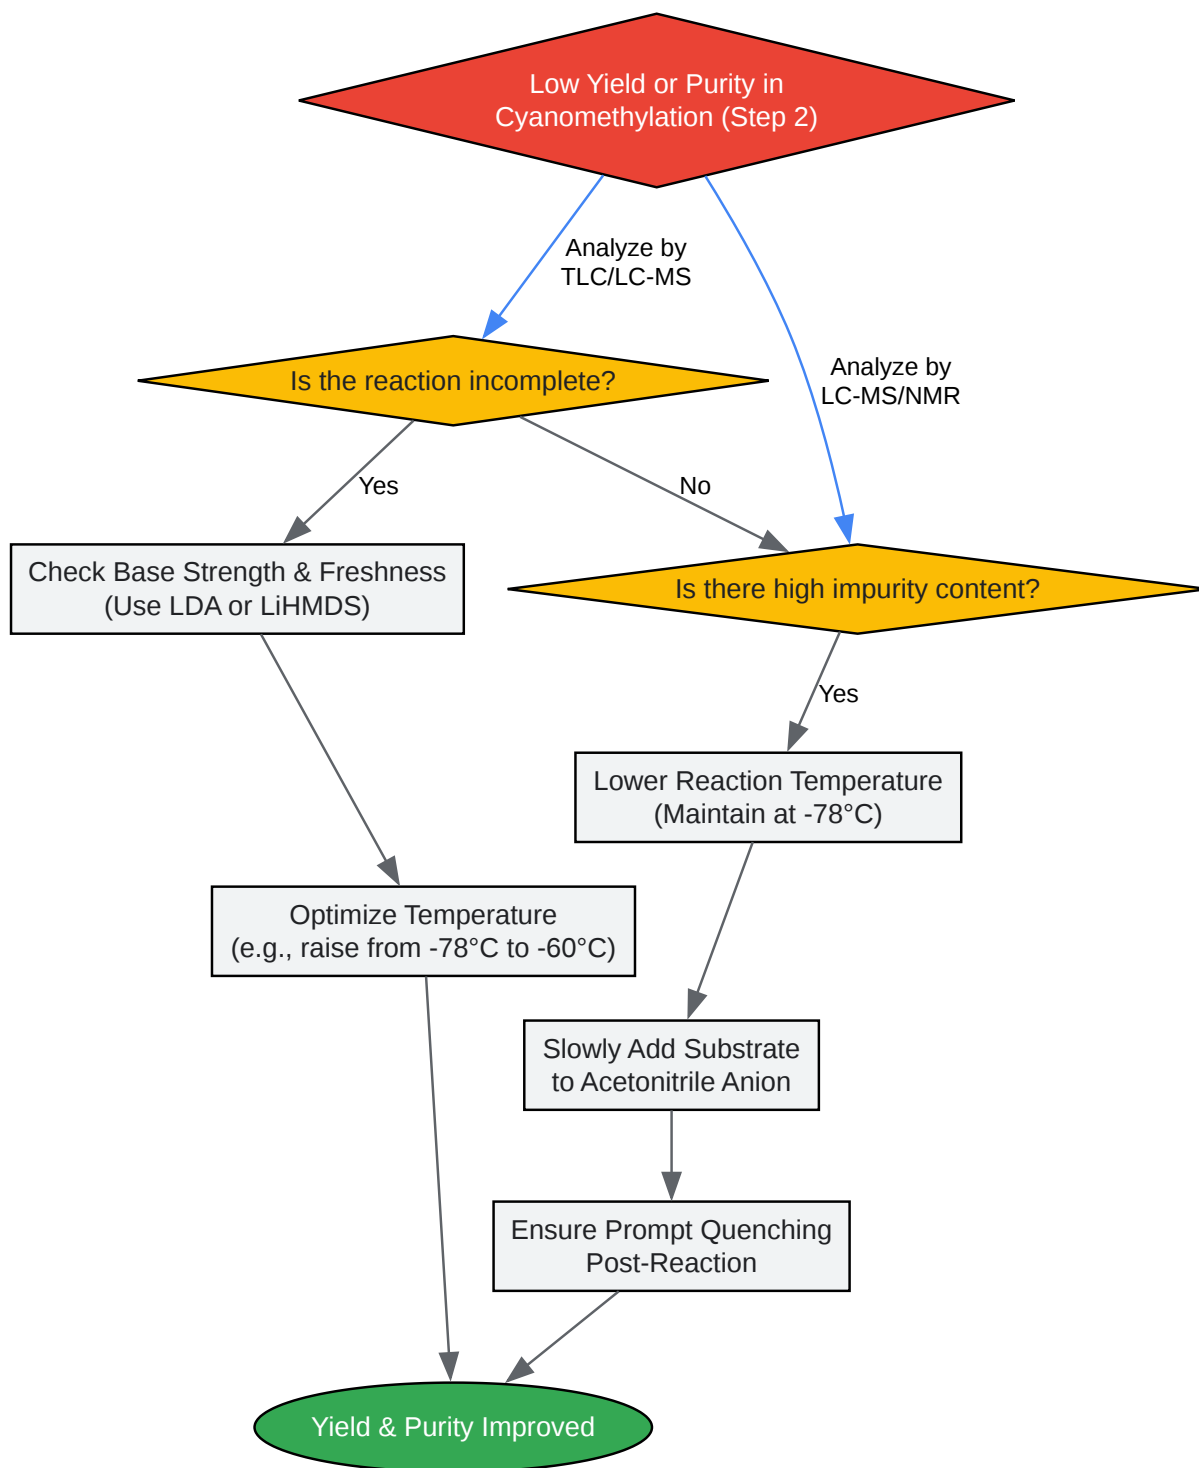 Low Yield or Purity in
Cyanomethylation (Step 2)
Analyze by
TLC/LC-MS
Analyze by
LC-MS/NMR
Is the reaction incomplete?
Yes
No
Check Base Strength & Freshness
(Use LDA or LiHMDS)
Is there high impurity content?
Yes
Lower Reaction Temperature
(Maintain at -78°C)
Optimize Temperature
(e.g., raise from -78°C to -60°C)
Slowly Add Substrate
to Acetonitrile Anion
Ensure Prompt Quenching
Post-Reaction
Yield & Purity Improved